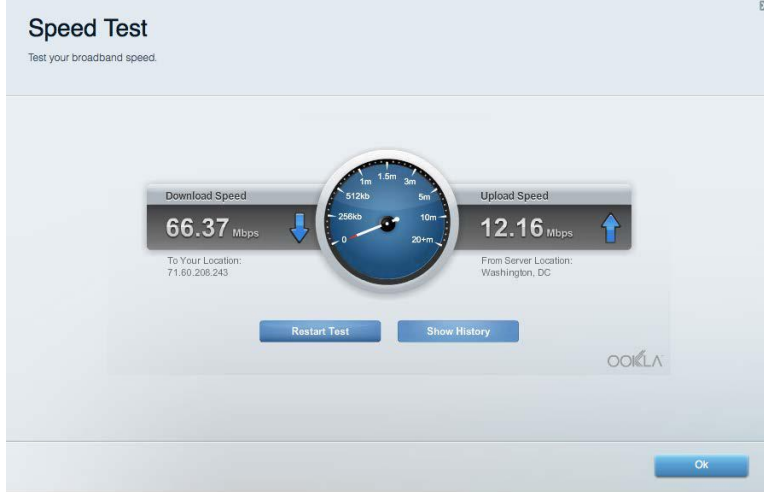 Speed Test
Test your broadband speed.
Download Speed
66.37 Mbps
To Your Location:
71.60.208.243
0
256kb
512kb
1m
1.5m
3m
5m
10m
20+m
Upload Speed
12.16 Mbps
From Server Location:
Washington, DC
Restart Test
Show History
OOKLA
Ok